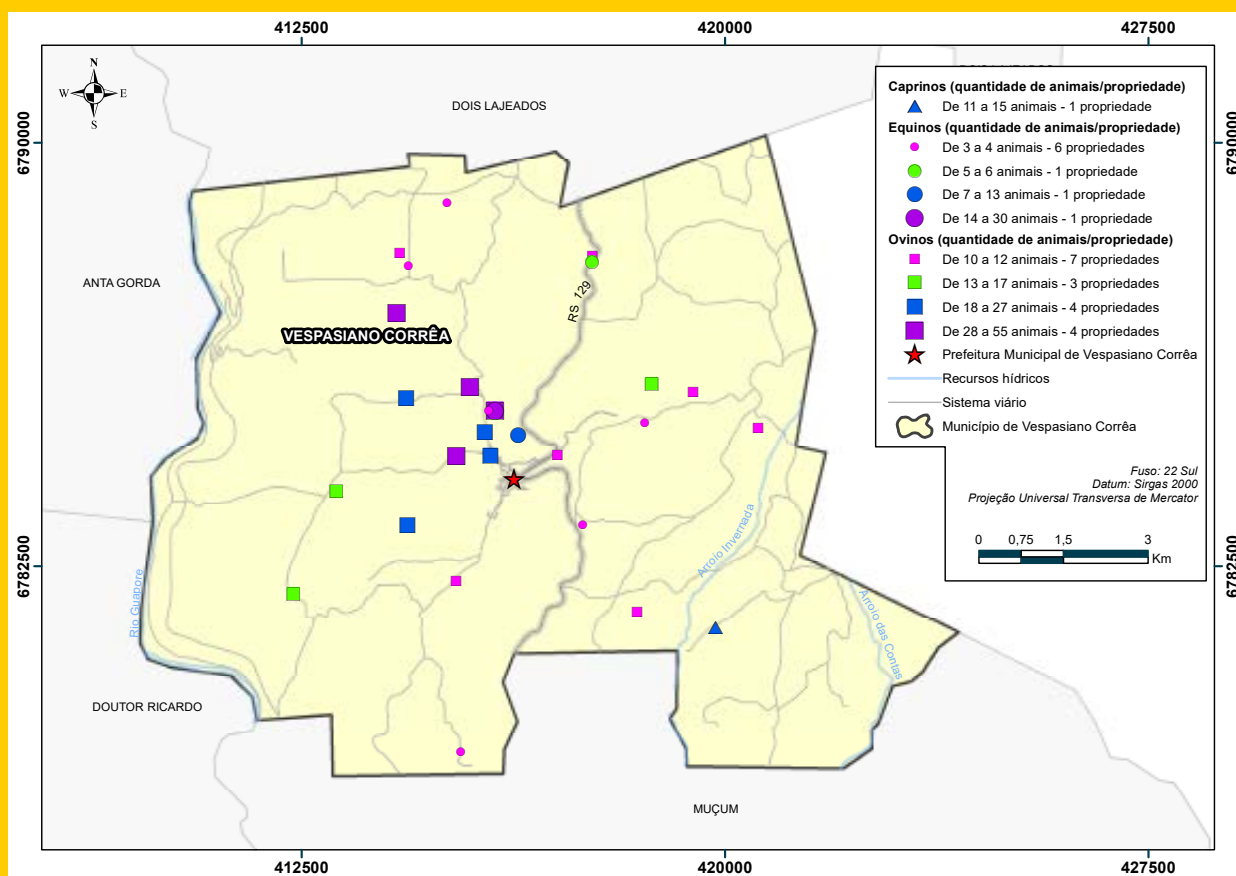 412500
420000
427500
DOIS LAJEADOS
N
W
E
S
DOIS LAJEADOS
6790000
6790000
Caprinos (quantidade de animais/propriedade)
De 11 a 15 animais - 1 propriedade
Equinos (quantidade de animais/propriedade)
De 3 a 4 animais - 6 propriedades
De 5 a 6 animais - 1 propriedade
De 7 a 13 animais - 1 propriedade
De 14 a 30 animais - 1 propriedade
Ovinos (quantidade de animais/propriedade)
De 10 a 12 animais - 7 propriedades
De 13 a 17 animais - 3 propriedades
De 18 a 27 animais - 4 propriedades
De 28 a 55 animais - 4 propriedades
Prefeitura Municipal de Vespasiano Corrêa
Recursos hídricos
Sistema viário
Município de Vespasiano Corrêa
Fuso: 22 Sul
Datum: Sirgas 2000
Projeção Universal Transversa de Mercator
0 0,75 1,5 3
Km
ANTA GORDA
RS 129
VESPASIANO CORRÊA
6782500
6782500
Arroio Invernada
Rio Guapore
Arroio das Contas
DOUTOR RICARDO
MUÇUM
412500
420000
427500